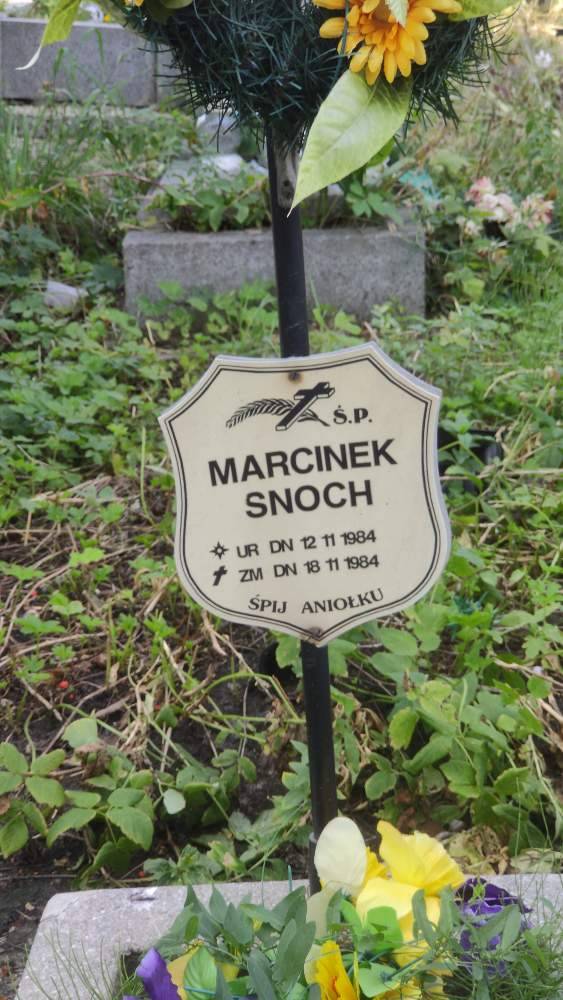 Ś.P.
MARCINEK
SNOCH
UR DN 12 11 1984
ZM DN 18 11 1984
ŚPIJ ANIOŁKU